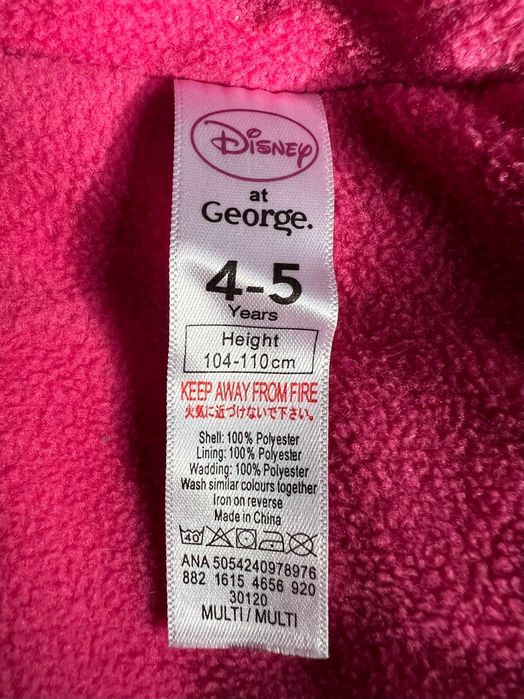 Disney
at
George.
4-5
Years
Height
104-110cm
KEEP AWAY FROM FIRE
火気に近づけないで下さい。
Shell: 100% Polyester
Lining: 100% Polyester
Wadding: 100% Polyester
Wash similar colours together
Iron on reverse
Made in China
40
ANA 5054240978976
882 1615 4656 920
30120
MULTI / MULTI